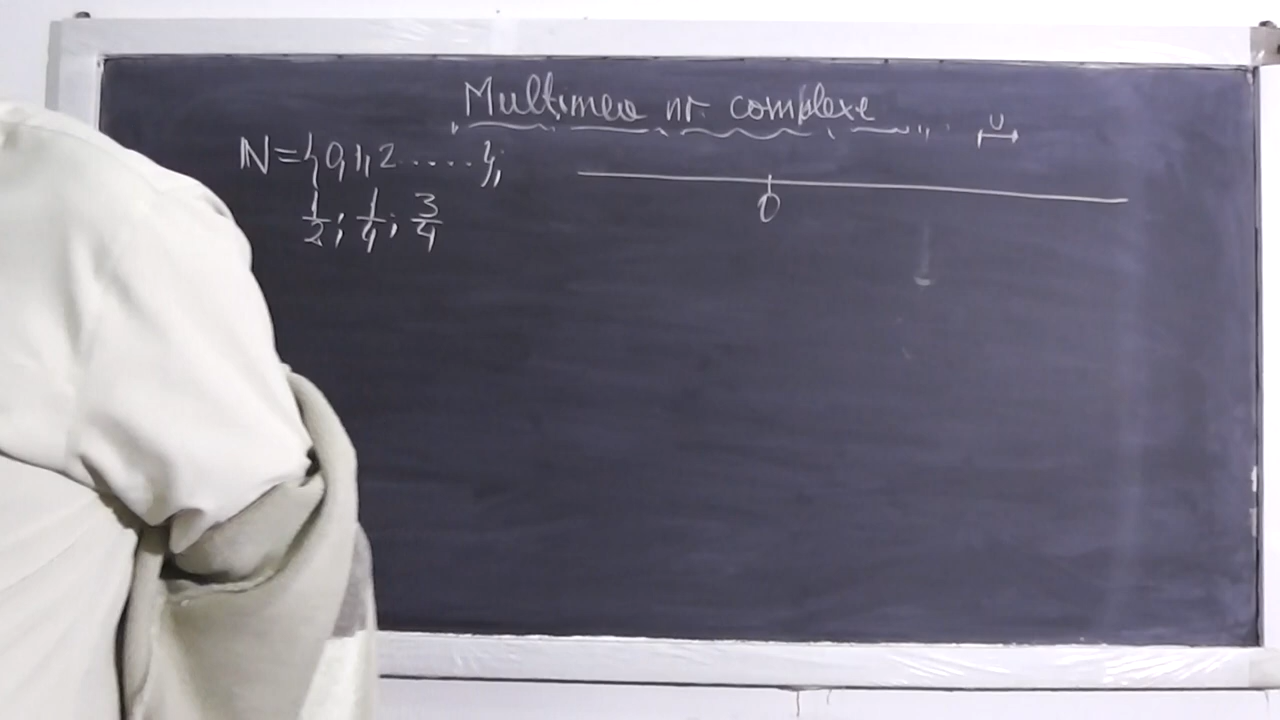 Multimea nr. complexe
N={0,1,2.....};
1/2; 1/4; 3/4
u
0